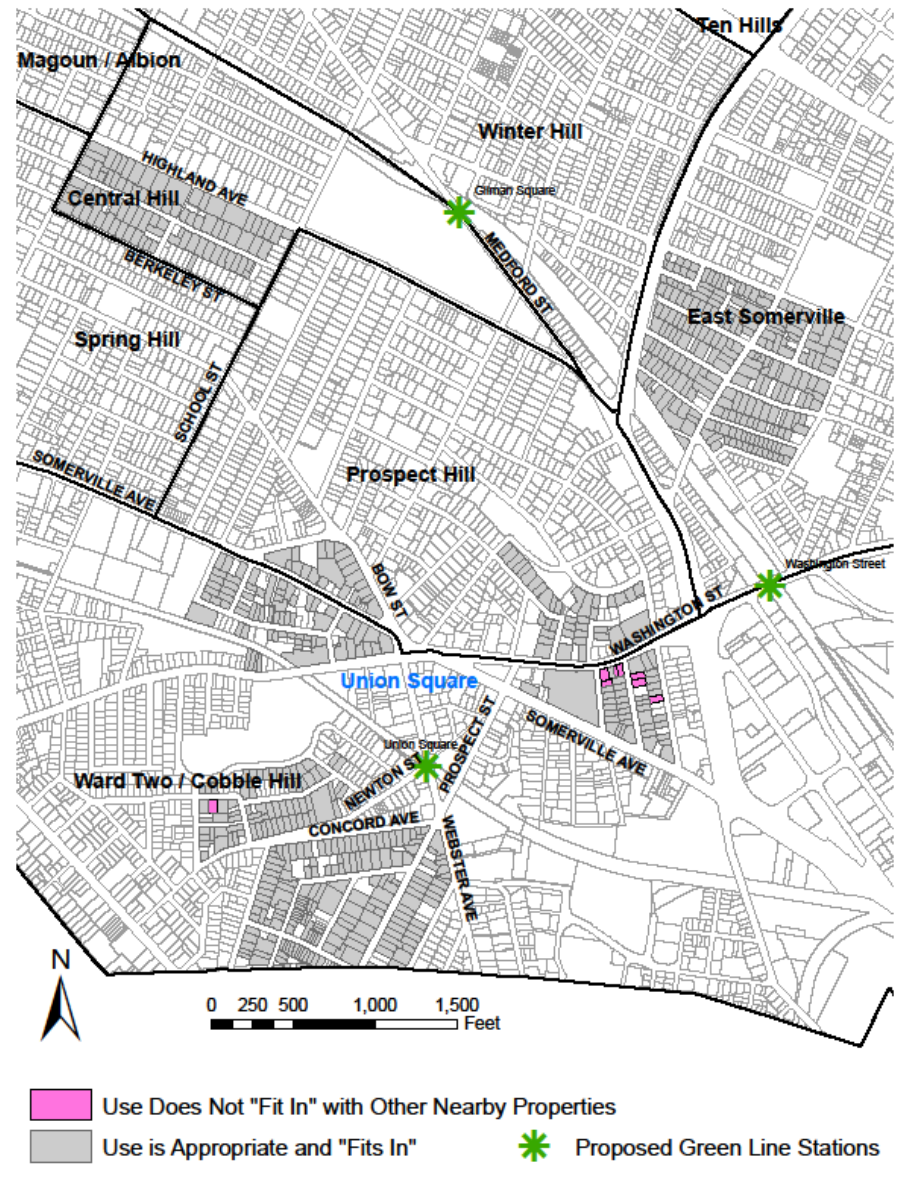 Ten Hills
Magoun / Albion
Winter Hill
HIGHLAND AVE
Gilman Square
Central Hill
MEDFORD ST
BERKELEY ST
East Somerville
Spring Hill
SCHOOL ST
Prospect Hill
SOMERVILLE AVE
Washington Street
BOW ST
WASHINGTON ST
Union Square
SOMERVILLE AVE
PROSPECT ST
Union Square
Ward Two / Cobble Hill
NEWTON ST
CONCORD AVE
WEBSTER AVE
N
0 250 500 1,000 1,500
Feet
Use Does Not "Fit In" with Other Nearby Properties
Use is Appropriate and "Fits In"
Proposed Green Line Stations